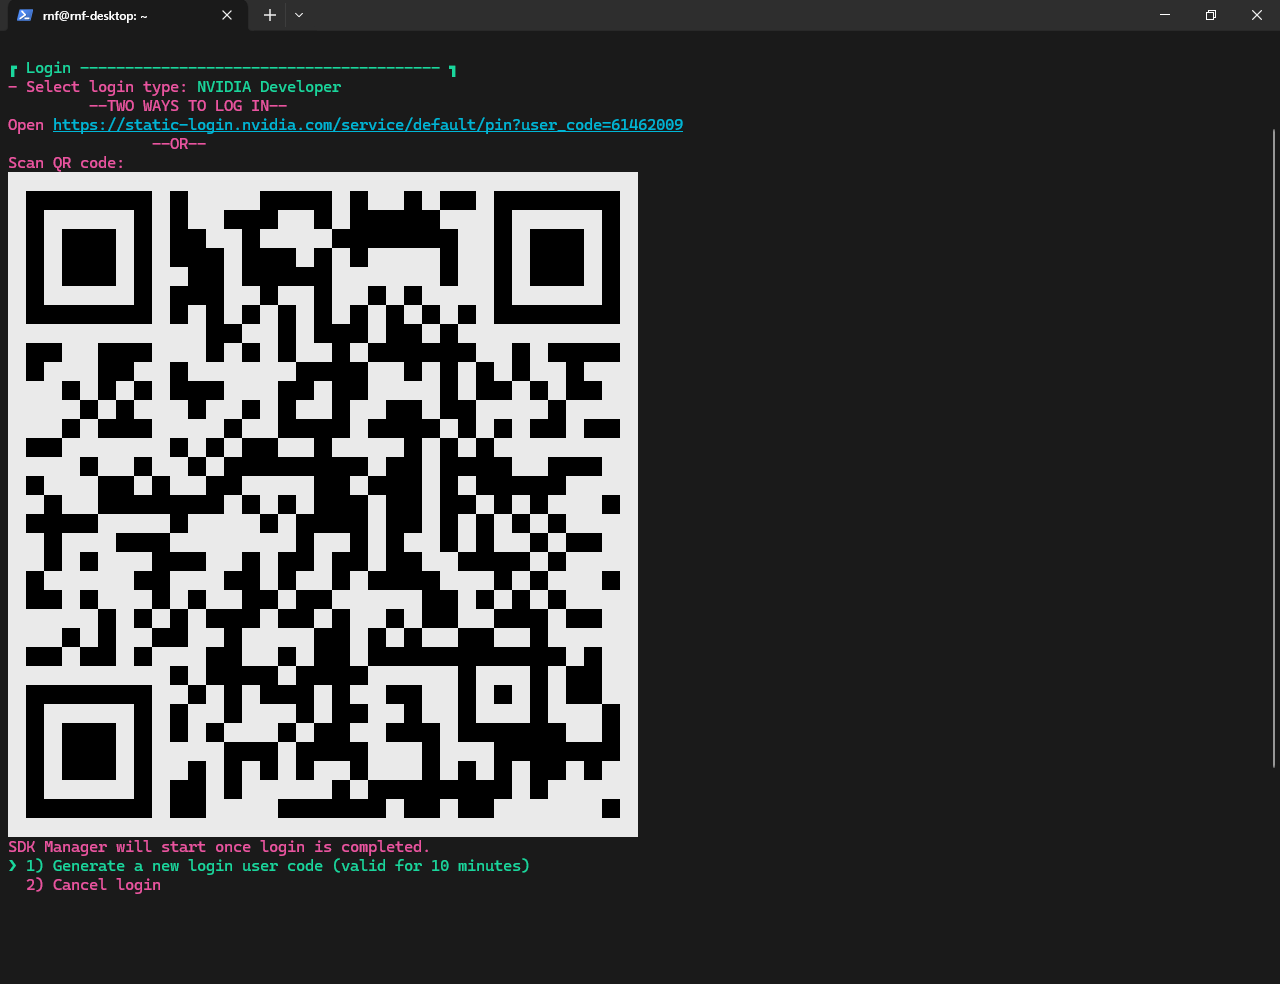 rnf@rnf-desktop: ~
Login ----------------------------------------
- Select login type: NVIDIA Developer
--TWO WAYS TO LOG IN--
Open https://static-login.nvidia.com/service/default/pin?user_code=61462009
--OR--
Scan QR code:
SDK Manager will start once login is completed.
❯ 1) Generate a new login user code (valid for 10 minutes)
2) Cancel login